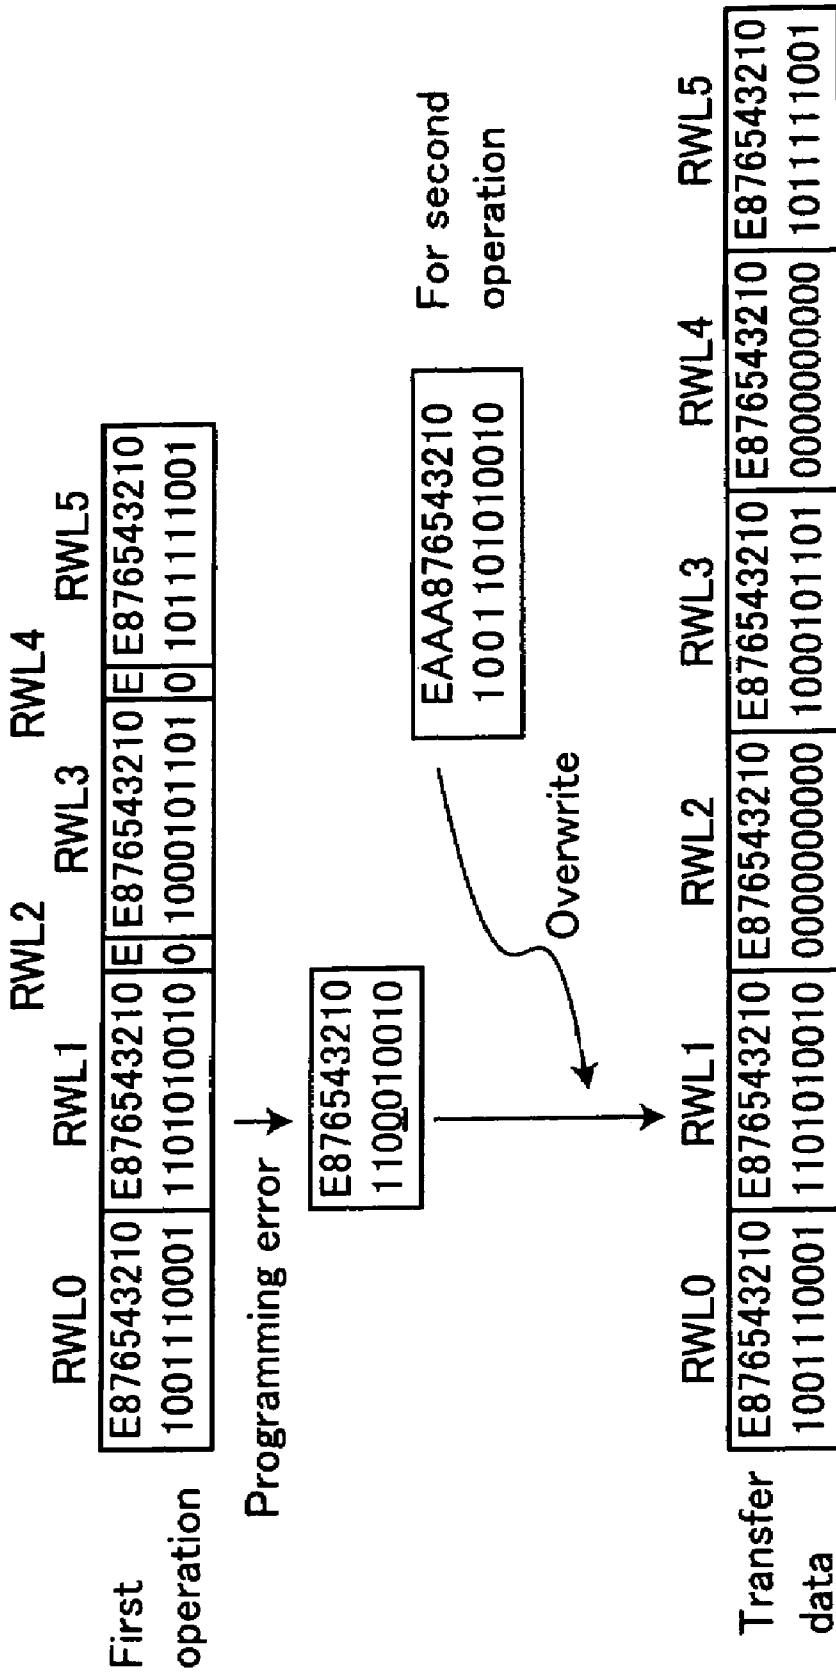 RWL0 RWL1 RWL2 RWL3 RWL4 RWL5
First operation
E876543210 E876543210 E E876543210 E E876543210
1001110001 1101010010 0 1000101101 0 1011111001
Programming error
E876543210
1100010010
EAAA876543210
1001101010010
For second operation
Overwrite
RWL0 RWL1 RWL2 RWL3 RWL4 RWL5
Transfer data
E876543210 E876543210 E876543210 E876543210 E876543210 E876543210
1001110001 1101010010 0000000000 1000101101 0000000000 1011111001